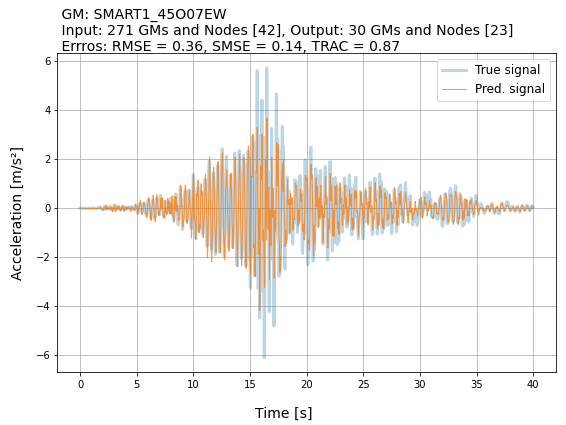 GM: SMART1_45O07EW
Input: 271 GMs and Nodes [42], Output: 30 GMs and Nodes [23]
Errros: RMSE = 0.36, SMSE = 0.14, TRAC = 0.87
True signal
Pred. signal
Acceleration [m/s²]
6
4
2
0
−2
−4
−6
0 5 10 15 20 25 30 35 40
Time [s]